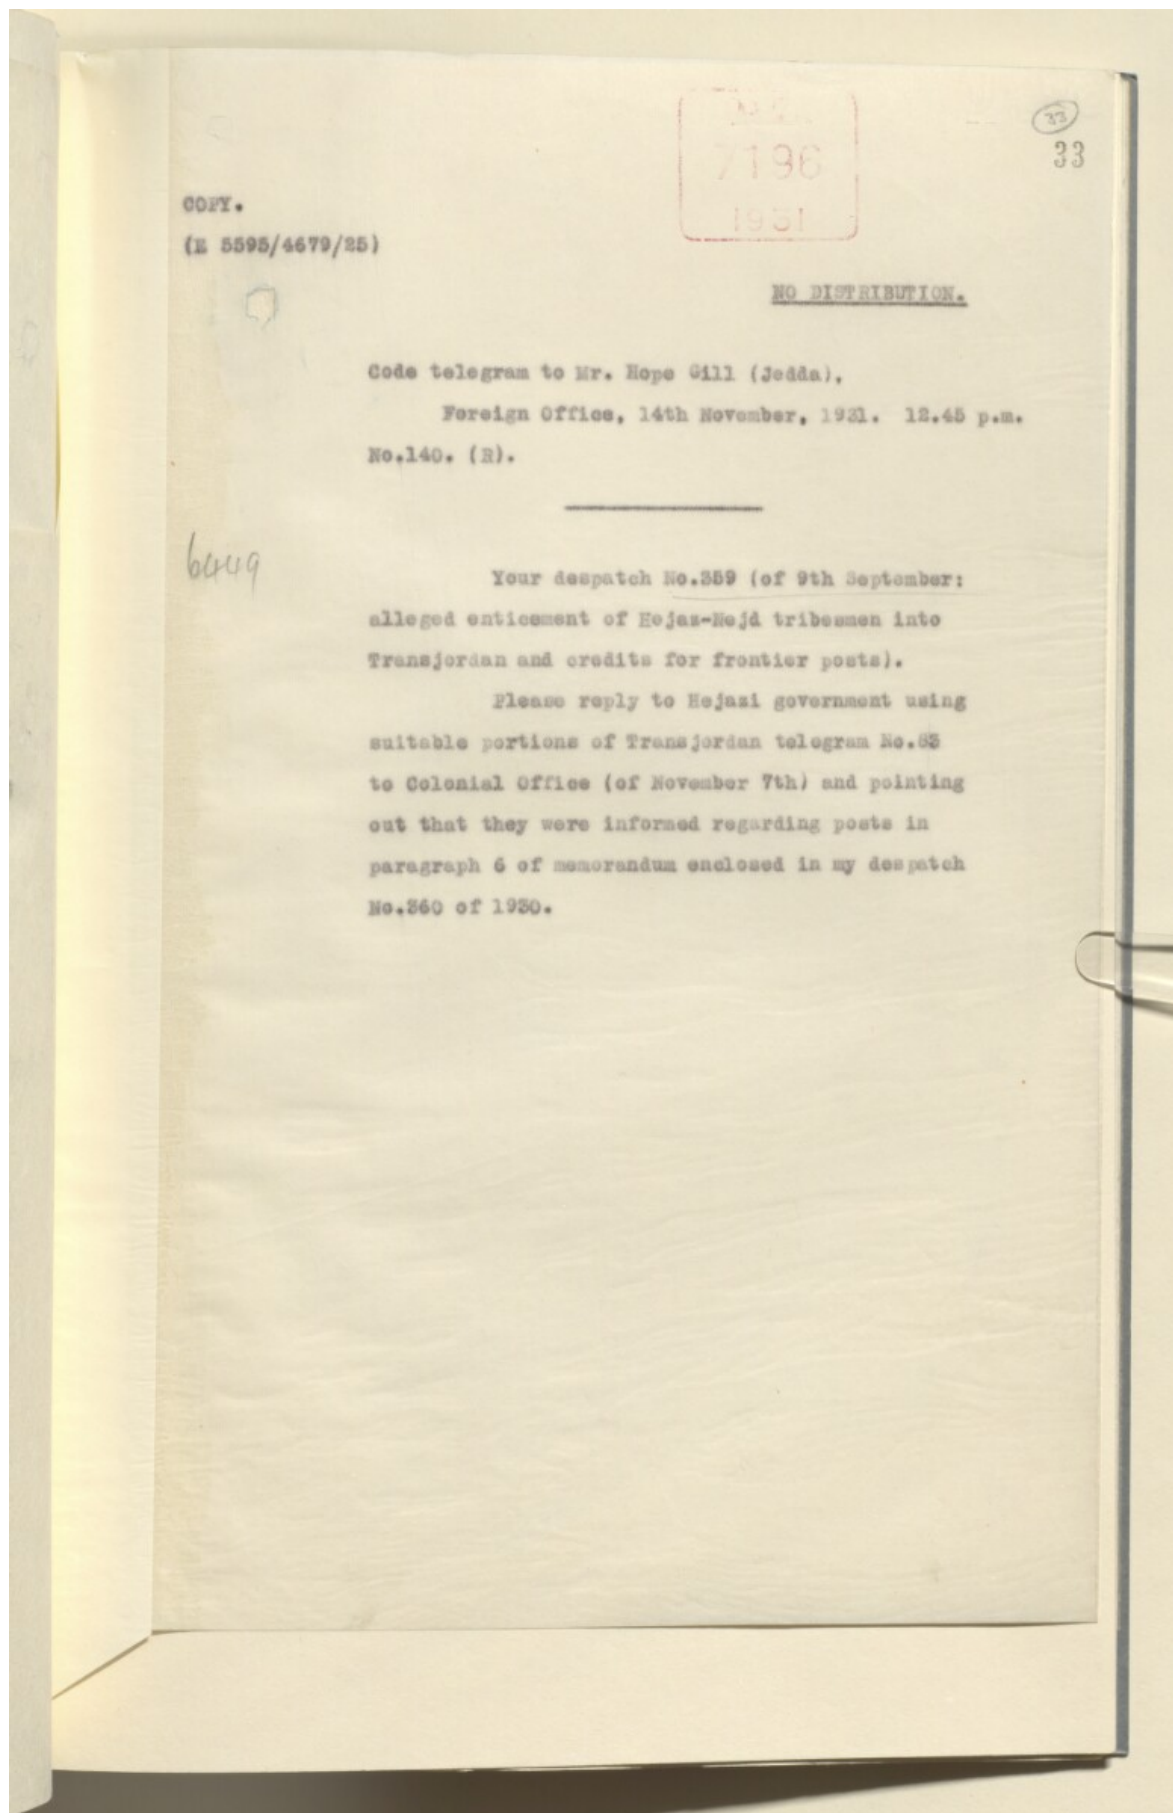 33
33
7196
1931
COPY.
(E 5595/4679/25)
NO DISTRIBUTION.
Code telegram to Mr. Hope Gill (Jedda).
Foreign Office, 14th November, 1931. 12.45 p.m.
No.140. (R).
6449
Your despatch No.359 (of 9th September:
alleged enticement of Hejaz-Nejd tribesmen into
Transjordan and credits for frontier posts).
Please reply to Hejazi government using
suitable portions of Transjordan telegram No.83
to Colonial Office (of November 7th) and pointing
out that they were informed regarding posts in
paragraph 6 of memorandum enclosed in my despatch
No.360 of 1930.